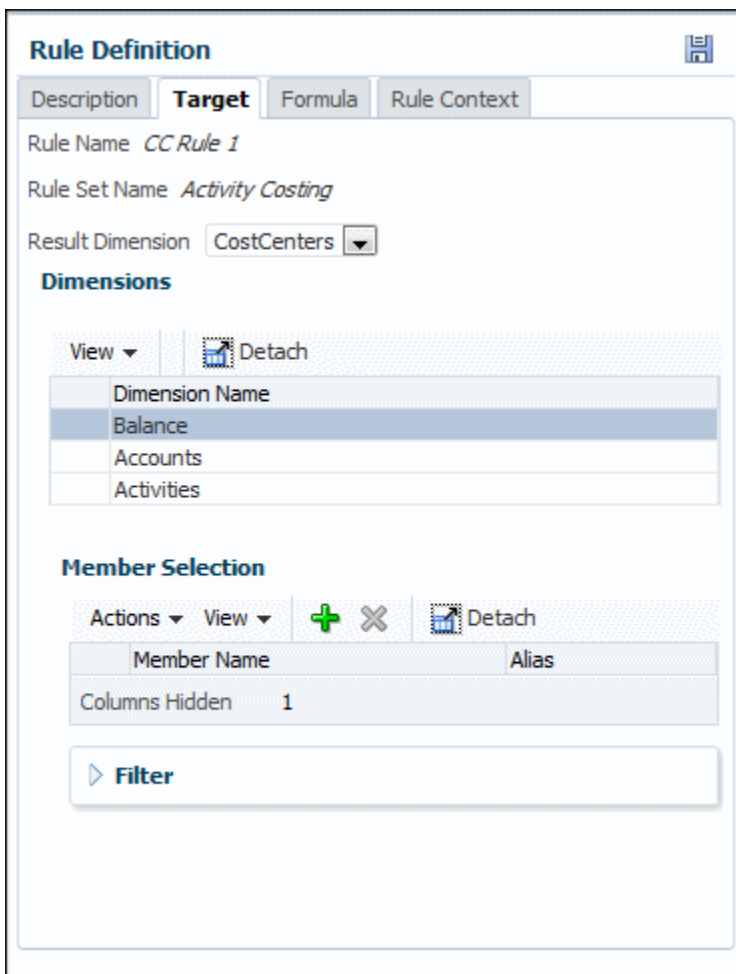 Rule Definition
Description Target Formula Rule Context
Rule Name CC Rule 1
Rule Set Name Activity Costing
Result Dimension CostCenters
Dimensions
View Detach
Dimension Name
Balance
Accounts
Activities
Member Selection
Actions View Detach
Member Name Alias
Columns Hidden 1
Filter